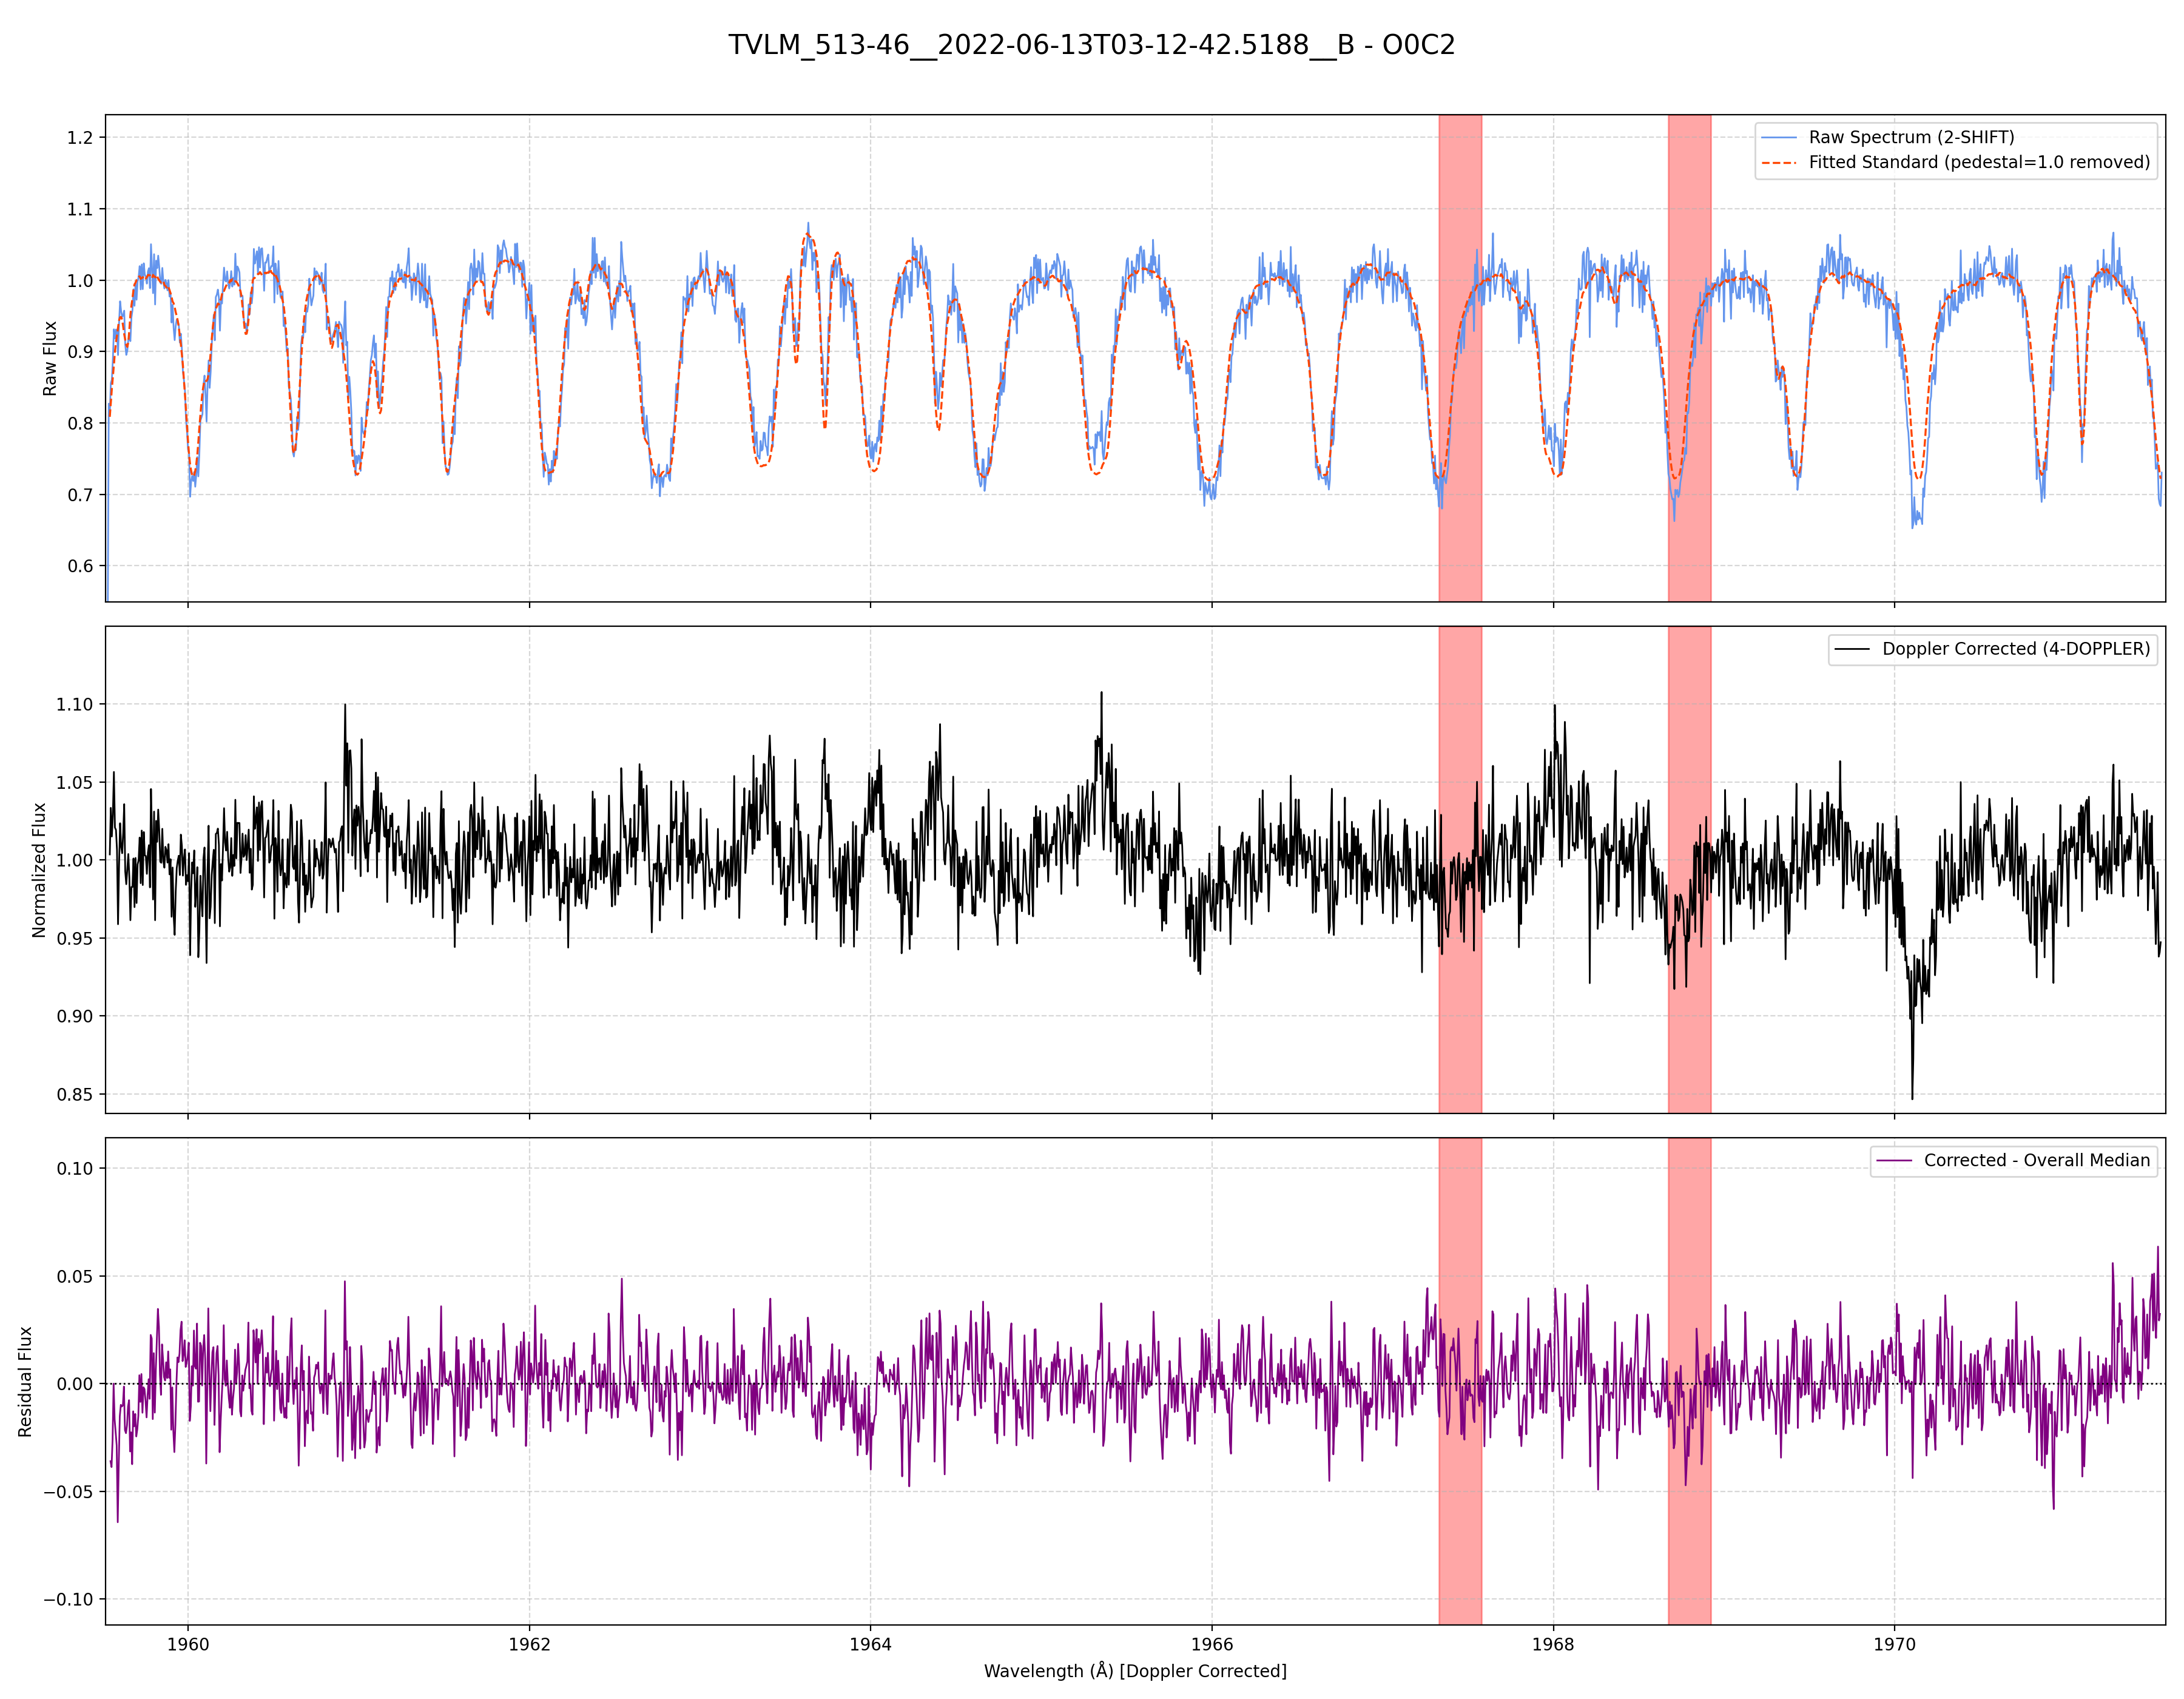 TVLM_513-46__2022-06-13T03-12-42.5188__B - O0C2
1.2
1.1
1.0
0.9
0.8
0.7
0.6
Raw Flux
Raw Spectrum (2-SHIFT)
Fitted Standard (pedestal=1.0 removed)
1.10
1.05
1.00
0.95
0.90
0.85
Normalized Flux
Doppler Corrected (4-DOPPLER)
0.10
0.05
0.00
−0.05
−0.10
Residual Flux
Corrected - Overall Median
1960 1962 1964 1966 1968 1970
Wavelength (Å) [Doppler Corrected]